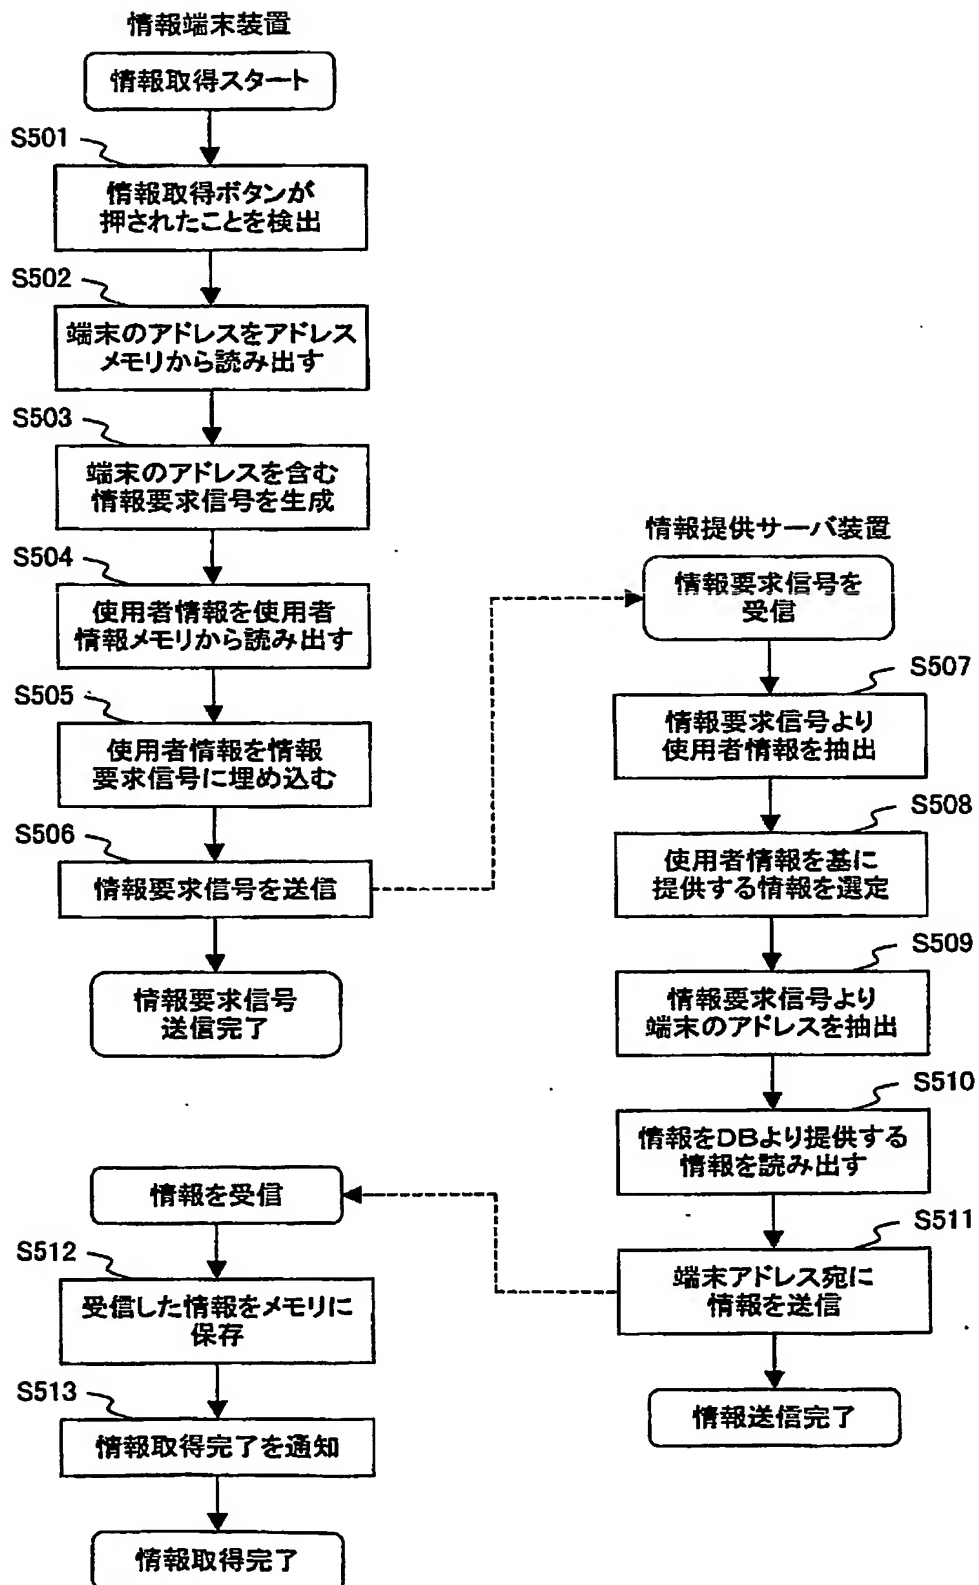 情報端末装置
情報取得スタート
S501
情報取得ボタンが
押されたことを検出
S502
端末のアドレスをアドレス
メモリから読み出す
S503
端末のアドレスを含む
情報要求信号を生成
S504
使用者情報を使用者
情報メモリから読み出す
S505
使用者情報を情報
要求信号に埋め込む
S506
情報要求信号を送信
情報要求信号
送信完了
情報提供サーバ装置
情報要求信号を
受信
S507
情報要求信号より
使用者情報を抽出
S508
使用者情報を基に
提供する情報を選定
S509
情報要求信号より
端末のアドレスを抽出
S510
情報をDBより提供する
情報を読み出す
S511
端末アドレス宛に
情報を送信
情報送信完了
情報を受信
S512
受信した情報をメモリに
保存
S513
情報取得完了を通知
情報取得完了